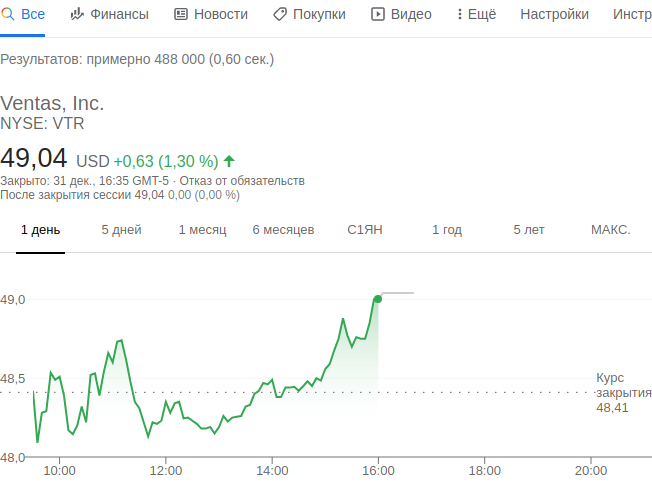 Все Финансы Новости Покупки Видео Ещё Настройки Инстр
Результатов: примерно 488 000 (0,60 сек.)
Ventas, Inc.
NYSE: VTR
49,04 USD +0,63 (1,30 %)
Закрыто: 31 дек., 16:35 GMT-5 · Отказ от обязательств
После закрытия сессии 49,04 0,00 (0,00 %)
1 день 5 дней 1 месяц 6 месяцев С1ЯН 1 год 5 лет МАКС.
49,0
48,5
Курс
закрытия
48,41
48,0
10:00 12:00 14:00 16:00 18:00 20:00